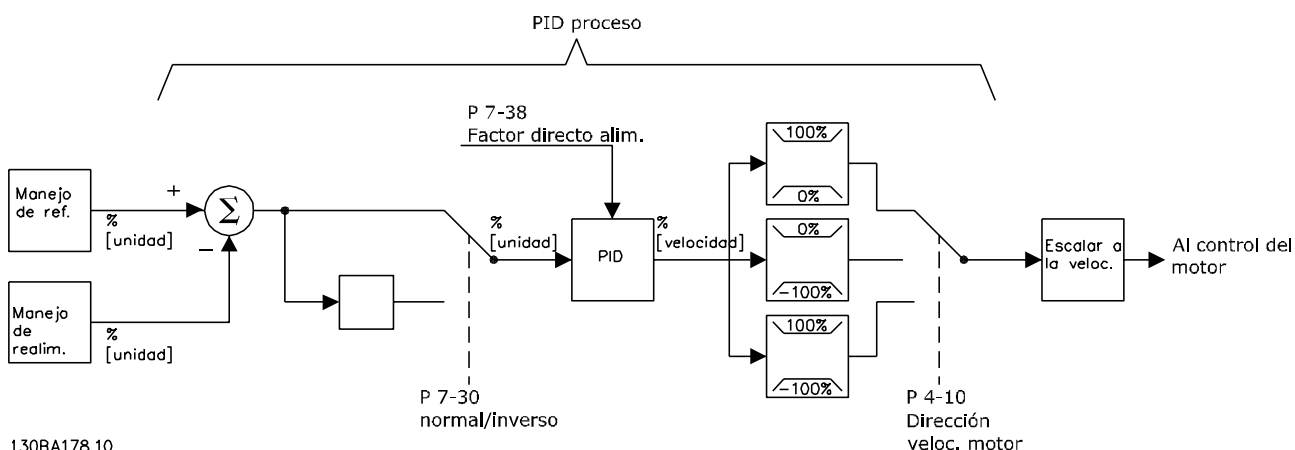 PID proceso
P 7-38
Factor directo alim.
Manejo
de ref.
%
[unidad]
+
Σ
–
Manejo
de
realim.
%
[unidad]
P 7-30
normal/inverso
%
[unidad]
PID
%
[velocidad]
100%
0%
0%
-100%
100%
-100%
P 4-10
Dirección
veloc. motor
Escalar a
la veloc.
Al control del
motor
130BA178.10